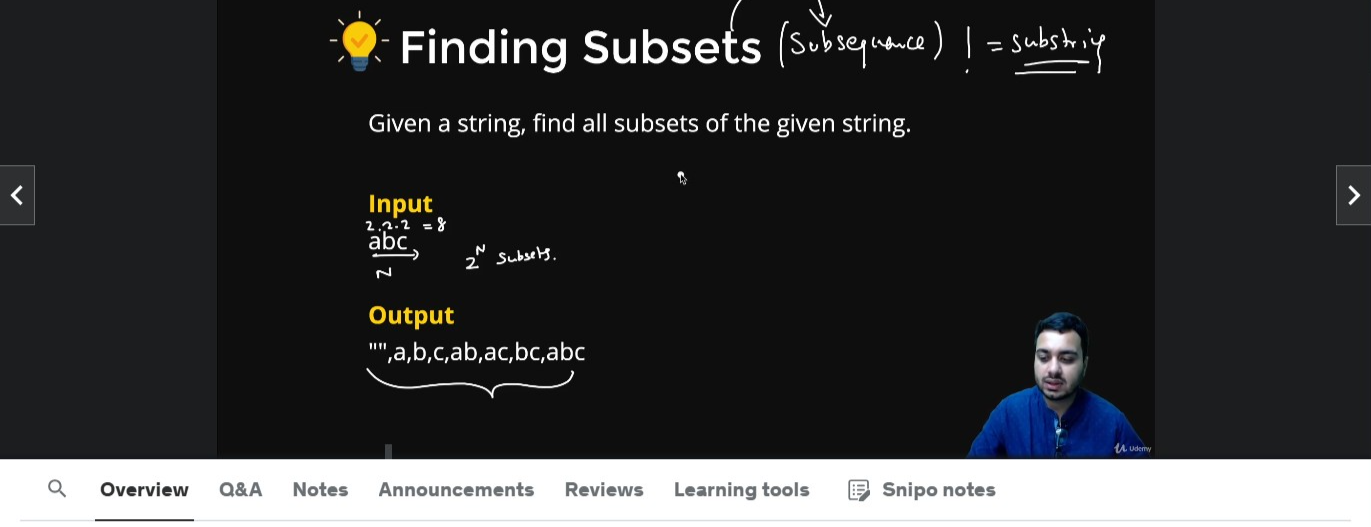 Finding Subsets (Subsequence) != substring
Given a string, find all subsets of the given string.
Input
2.2.2 = 8
abc
2^N Subsets.
N
Output
"",a,b,c,ab,ac,bc,abc
Udemy
Overview Q&A Notes Announcements Reviews Learning tools Snipo notes